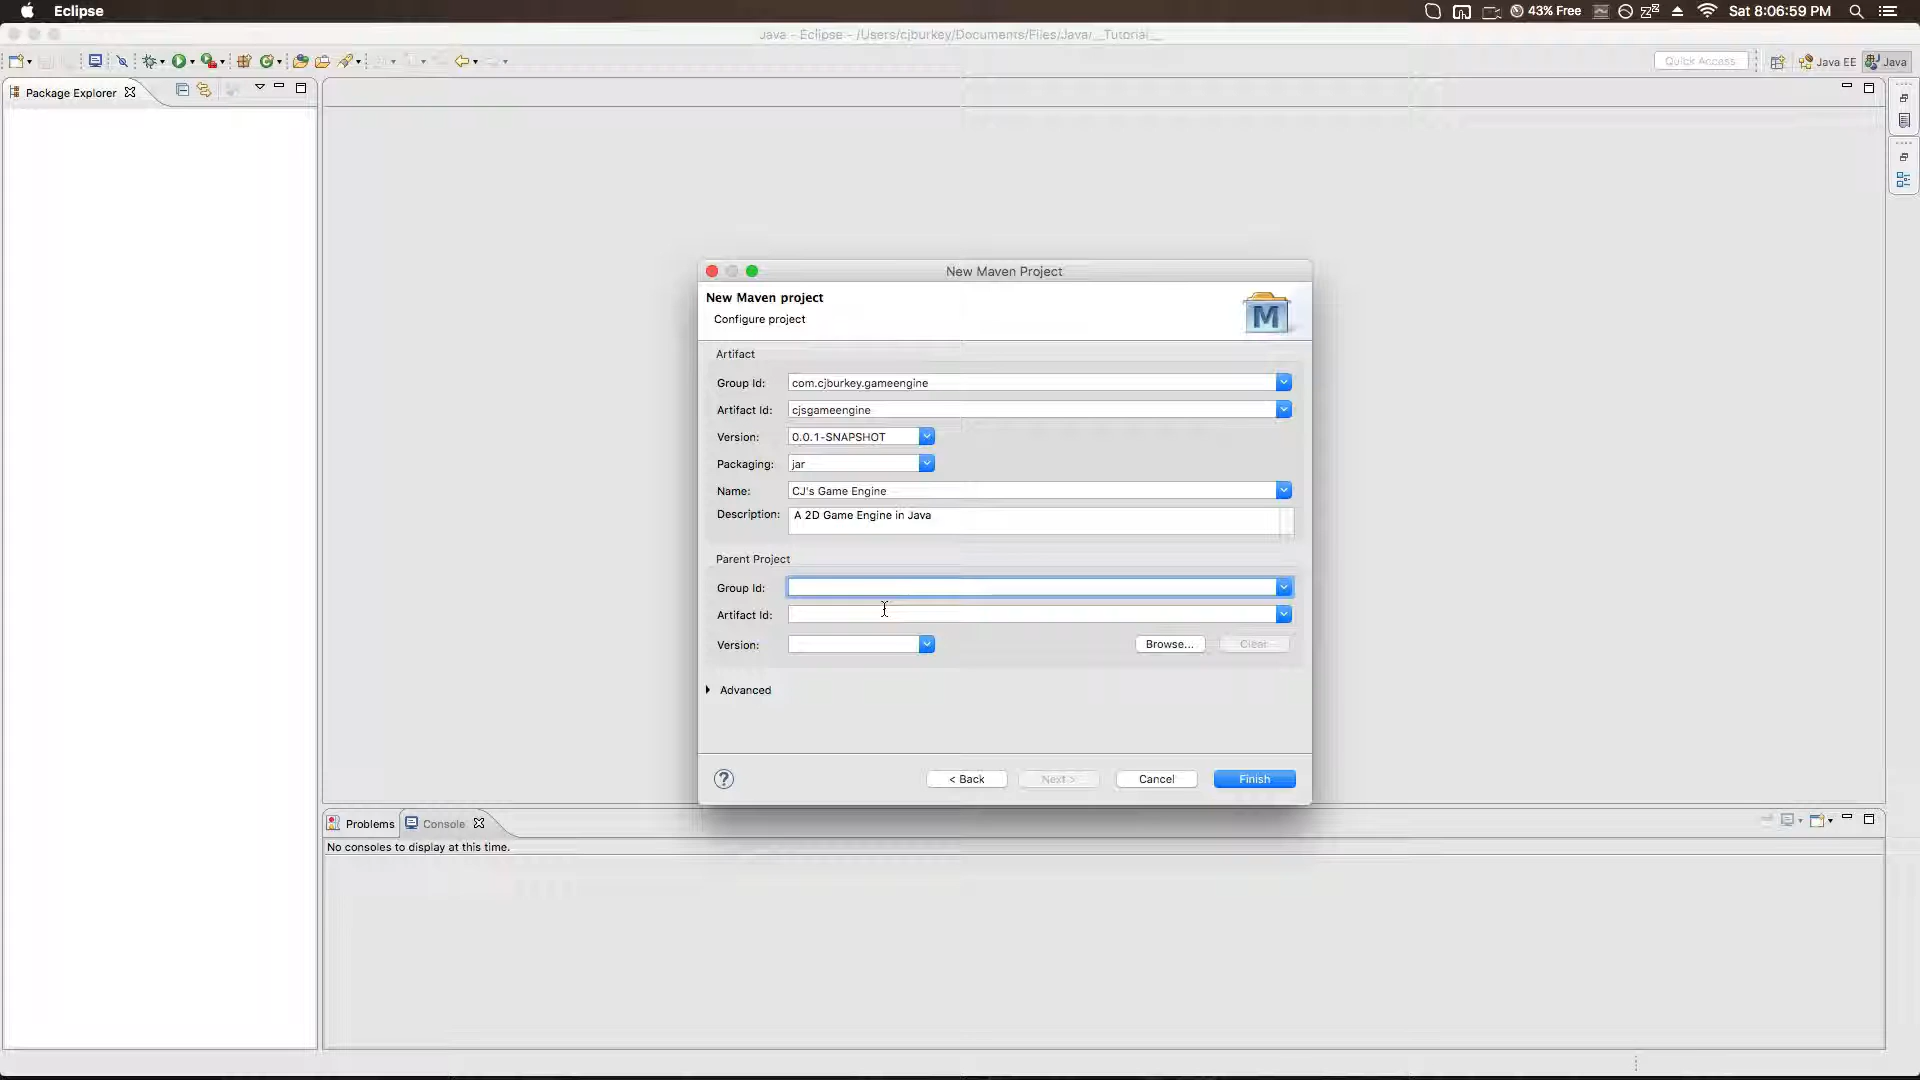 Eclipse
43% Free
Sat 8:06:59 PM
Java - Eclipse - /Users/cjburkey/Documents/Files/Java/__Tutorial__
Quick Access
Java EE
Java
Package Explorer
New Maven Project
New Maven project
Configure project
M
Artifact
Group Id:
com.cjburkey.gameengine
Artifact Id:
cjsgameengine
Version:
0.0.1-SNAPSHOT
Packaging:
jar
Name:
CJ's Game Engine
Description:
A 2D Game Engine in Java
Parent Project
Group Id:
Artifact Id:
Version:
Browse...
Clear
Advanced
?
< Back
Next >
Cancel
Finish
Problems
Console
No consoles to display at this time.